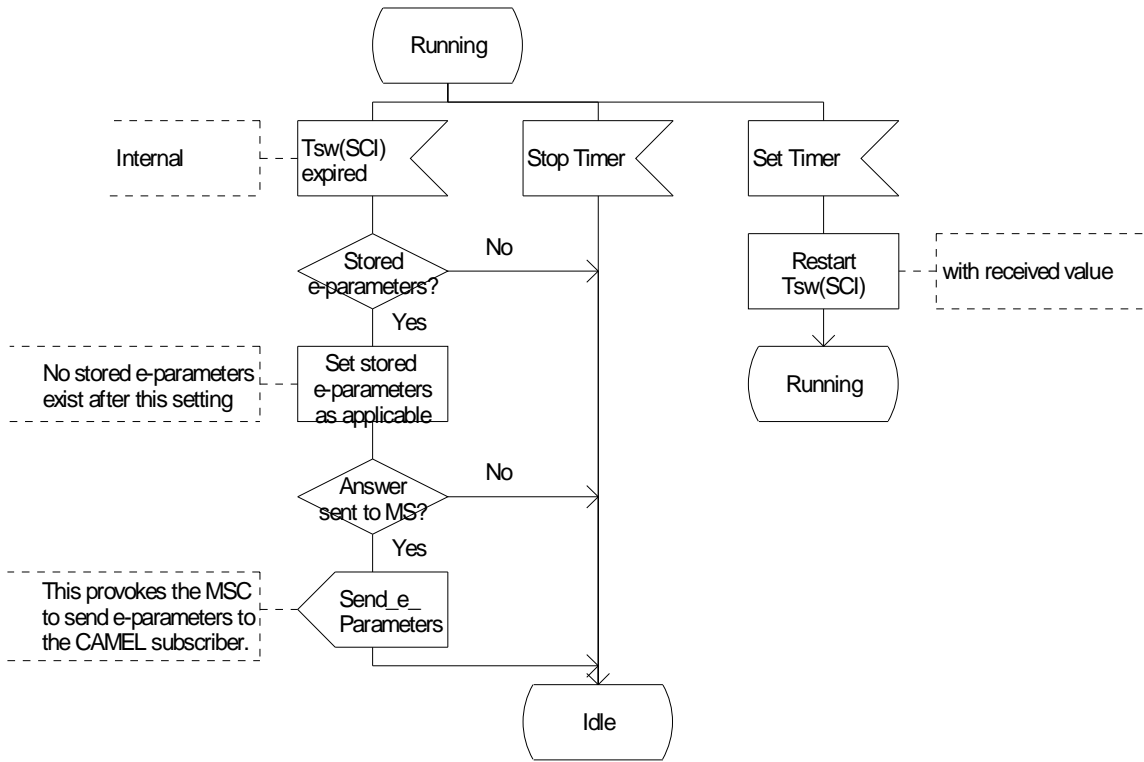 Running
Internal
Tsw(SCI)
expired
Stop Timer
Set Timer
Stored
e-parameters?
No
Yes
Restart
Tsw(SCI)
with received value
No stored e-parameters
exist after this setting
Set stored
e-parameters
as applicable
Running
Answer
sent to MS?
No
Yes
This provokes the MSC
to send e-parameters to
the CAMEL subscriber.
Send_e_
Parameters
Idle